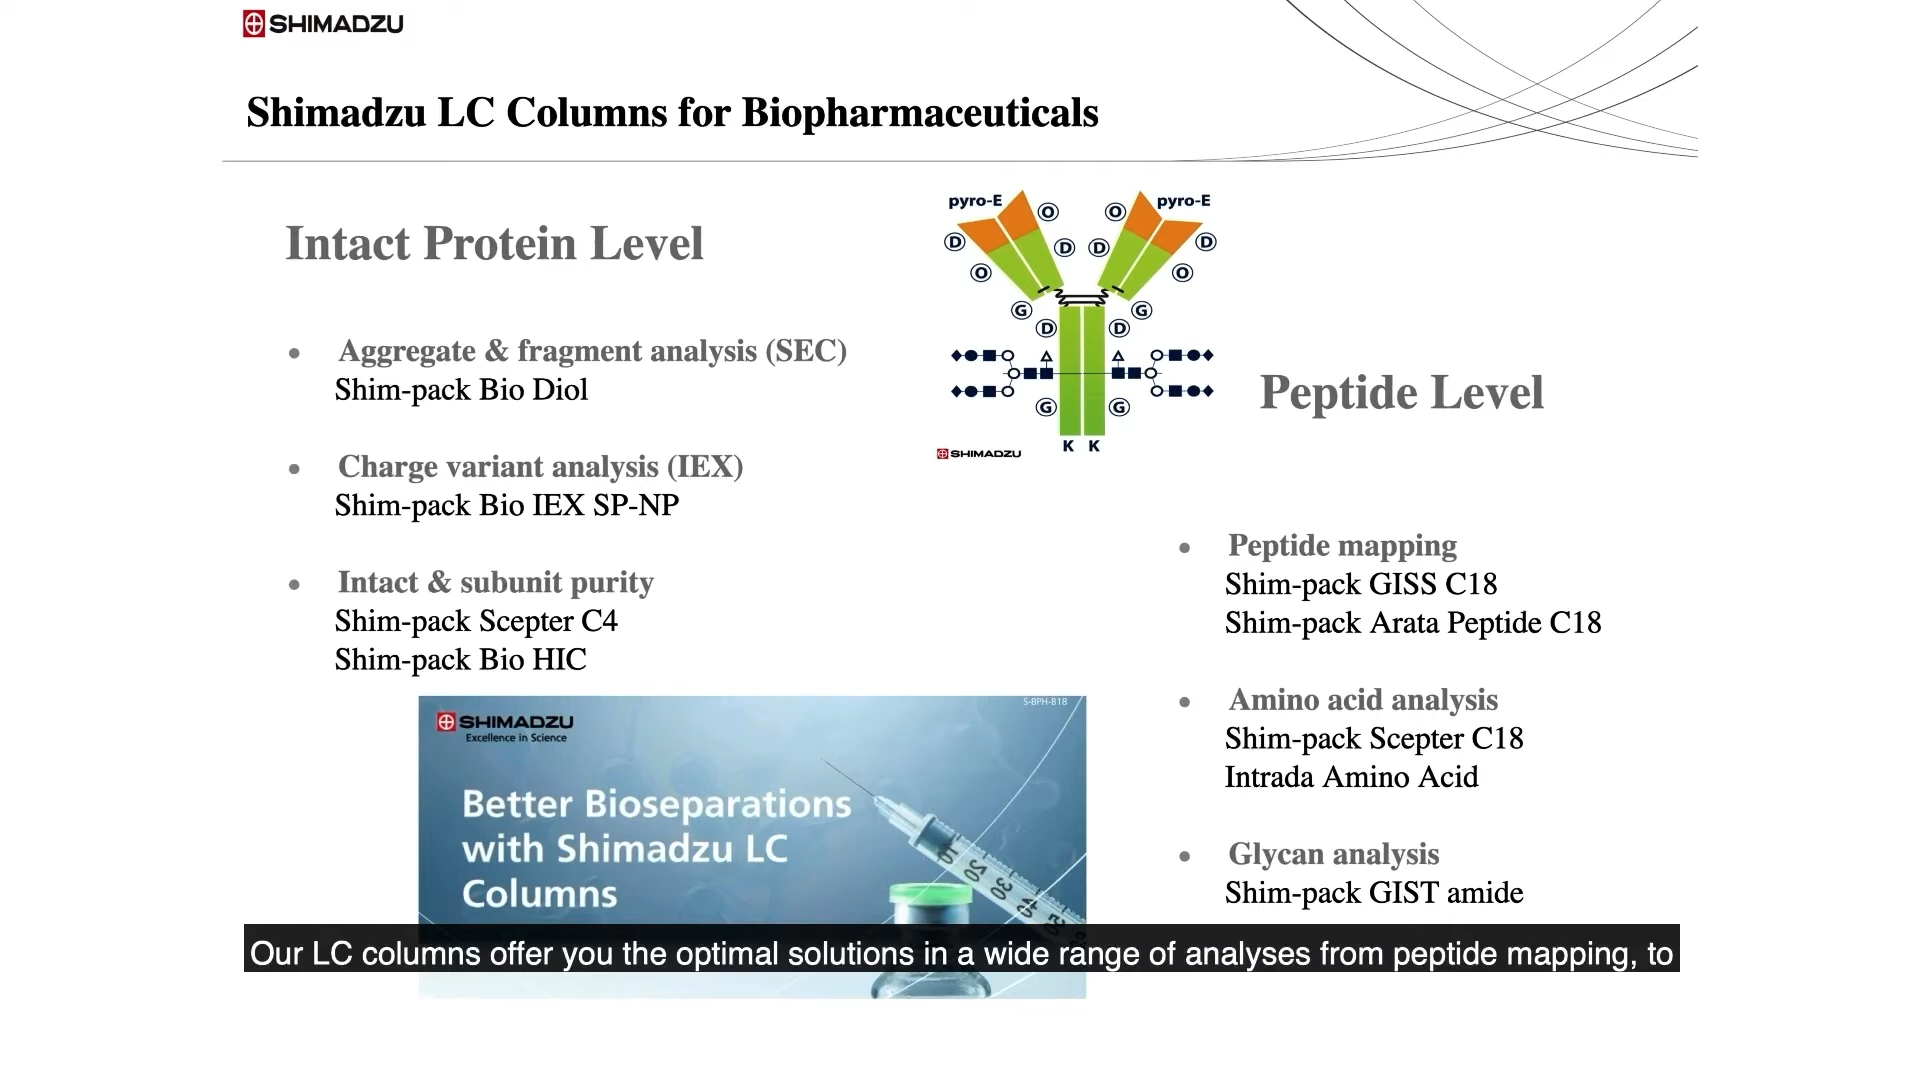 SHIMADZU
Shimadzu LC Columns for Biopharmaceuticals
Intact Protein Level
• Aggregate & fragment analysis (SEC)
Shim-pack Bio Diol
• Charge variant analysis (IEX)
Shim-pack Bio IEX SP-NP
• Intact & subunit purity
Shim-pack Scepter C4
Shim-pack Bio HIC
pyro-E O O pyro-E
D D D D
O O
G G
D D
G G
K K
SHIMADZU
Peptide Level
• Peptide mapping
Shim-pack GISS C18
Shim-pack Arata Peptide C18
• Amino acid analysis
Shim-pack Scepter C18
Intrada Amino Acid
• Glycan analysis
Shim-pack GIST amide
S-BPH-B18
SHIMADZU
Excellence in Science
Better Bioseparations
with Shimadzu LC
Columns
10 20 30 40
Our LC columns offer you the optimal solutions in a wide range of analyses from peptide mapping, to